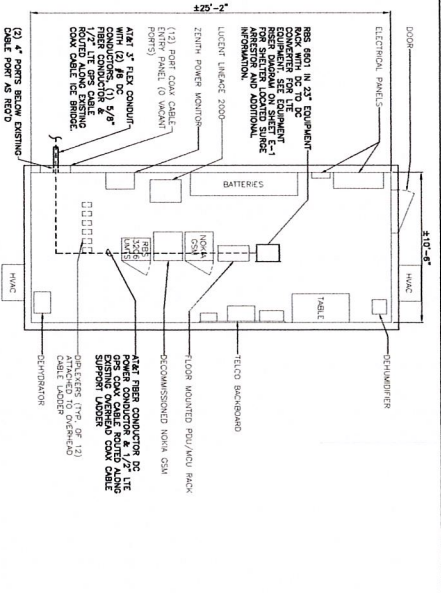 ±25'-2"
±10'-6"
DOOR
ELECTRICAL PANELS
RBS 6601 IN 23" EQUIPMENT
RACK WITH DC TO DC
CONVERTER FOR LTE
EQUIPMENT. SEE EQUIPMENT
RISER DIAGRAM ON SHEET E-1
FOR SHELTER LOCATED SURGE
ARRESTOR AND ADDITIONAL
INFORMATION.
LUCENT LINEAGE 2000
ZENITH POWER MONITOR
(12) PORT COAX CABLE
ENTRY PANEL (0 VACANT
PORTS)
AT&T 3" FLEX CONDUIT
WITH (2) #8 DC
CONDUCTORS, (1) 5/8"
FIBER CONDUCTOR &
1/2" LTE GPS CABLE
ROUTED ALONG EXISTING
COAX CABLE ICE BRIDGE.
(2) 4" PORTS BELOW EXISTING
CABLE PORT AS REQ'D
HVAC
BATTERIES
TABLE
NOKIA
GSM
RBS
3206
UMTS
HVAC
DEHUMIDIFIER
TELCO BACKBOARD
FLOOR MOUNTED PDU/MCU RACK
DECOMMISSIONED NOKIA GSM
AT&T FIBER CONDUCTOR DC
POWER CONDUCTOR & 1/2" LTE
GPS COAX CABLE ROUTED ALONG
EXISTING OVERHEAD COAX CABLE
SUPPORT LADDER
DIPLEXERS (TYP. OF 12)
ATTACHED TO OVERHEAD
CABLE LADDER
DEHYDRATOR